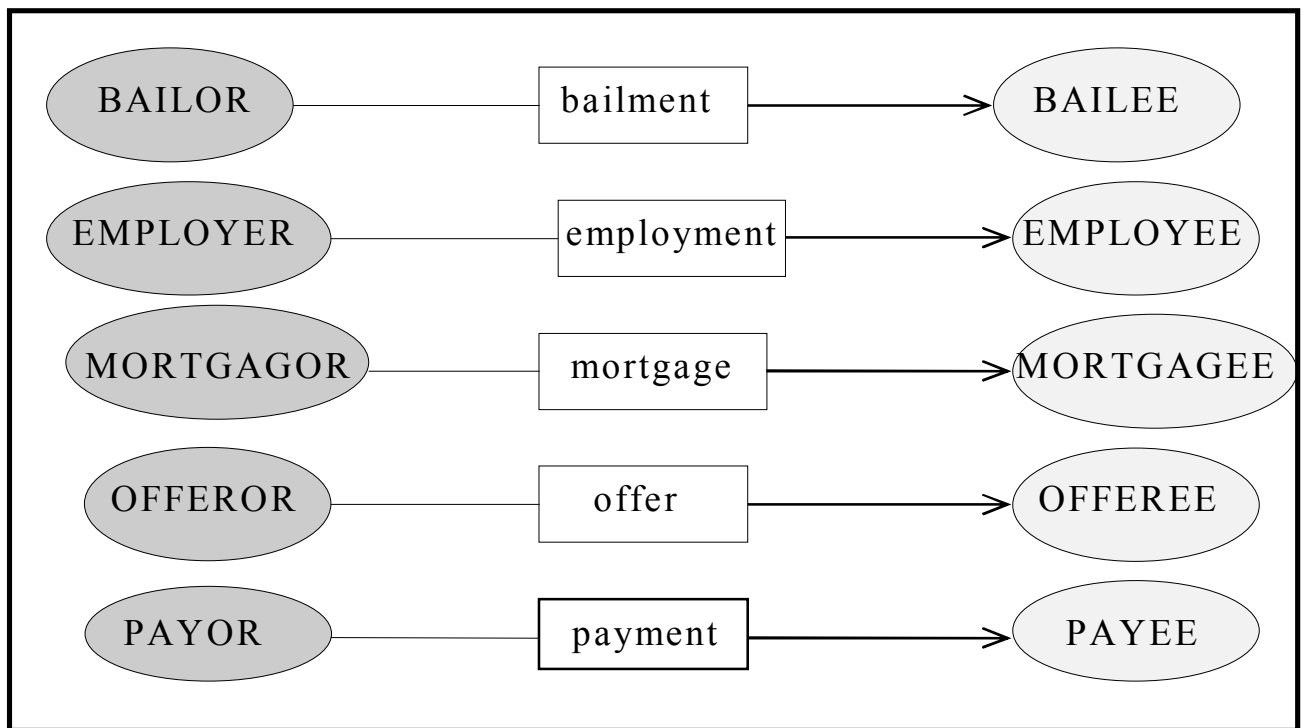 BAILOR bailment BAILEE
EMPLOYER employment EMPLOYEE
MORTGAGOR mortgage MORTGAGEE
OFFEROR offer OFFEREE
PAYOR payment PAYEE